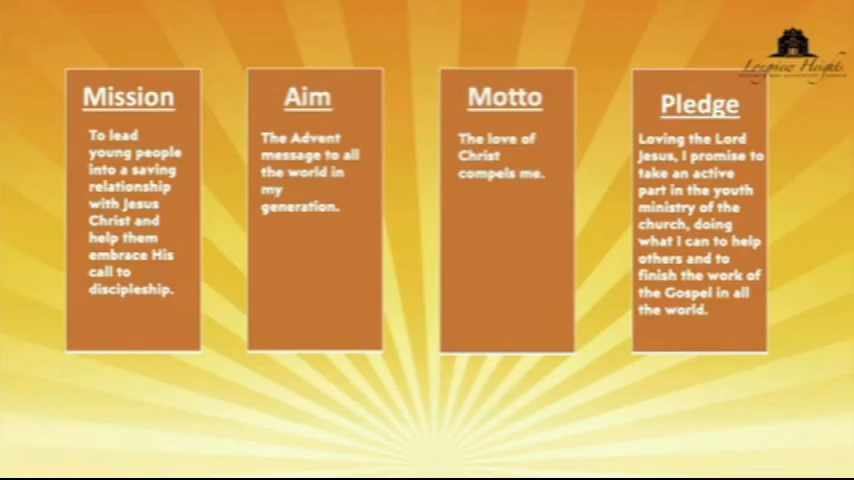 Longview Heights
Mission
To lead
young people
into a saving
relationship
with Jesus
Christ and
help them
embrace His
call to
discipleship.
Aim
The Advent
message to all
the world in
my
generation.
Motto
The love of
Christ
compels me.
Pledge
Loving the Lord
Jesus, I promise to
take an active
part in the youth
ministry of the
church, doing
what I can to help
others and to
finish the work of
the Gospel in all
the world.